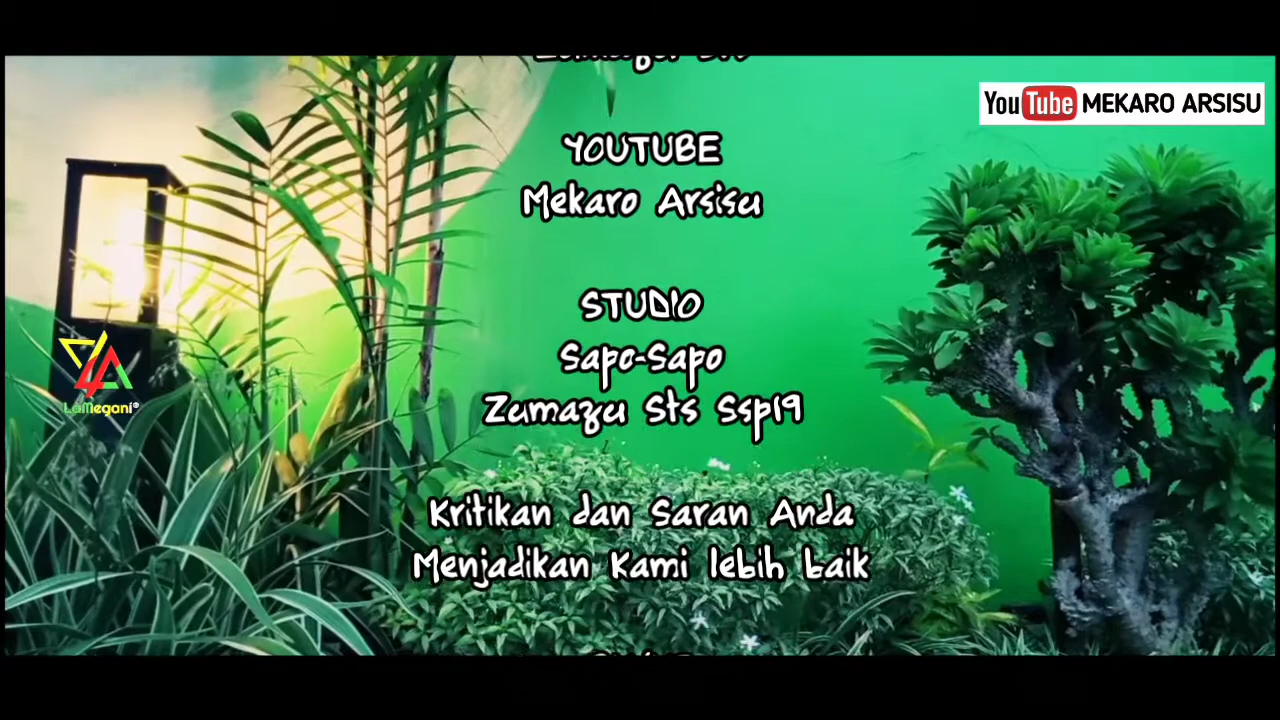 YouTube MEKARO ARSISU
YOUTUBE
Mekaro Arsisu
STUDIO
Sapo-Sapo
Zumazu Sts Ssp19
LaMegani®
Kritikan dan Saran Anda
Menjadikan Kami lebih baik